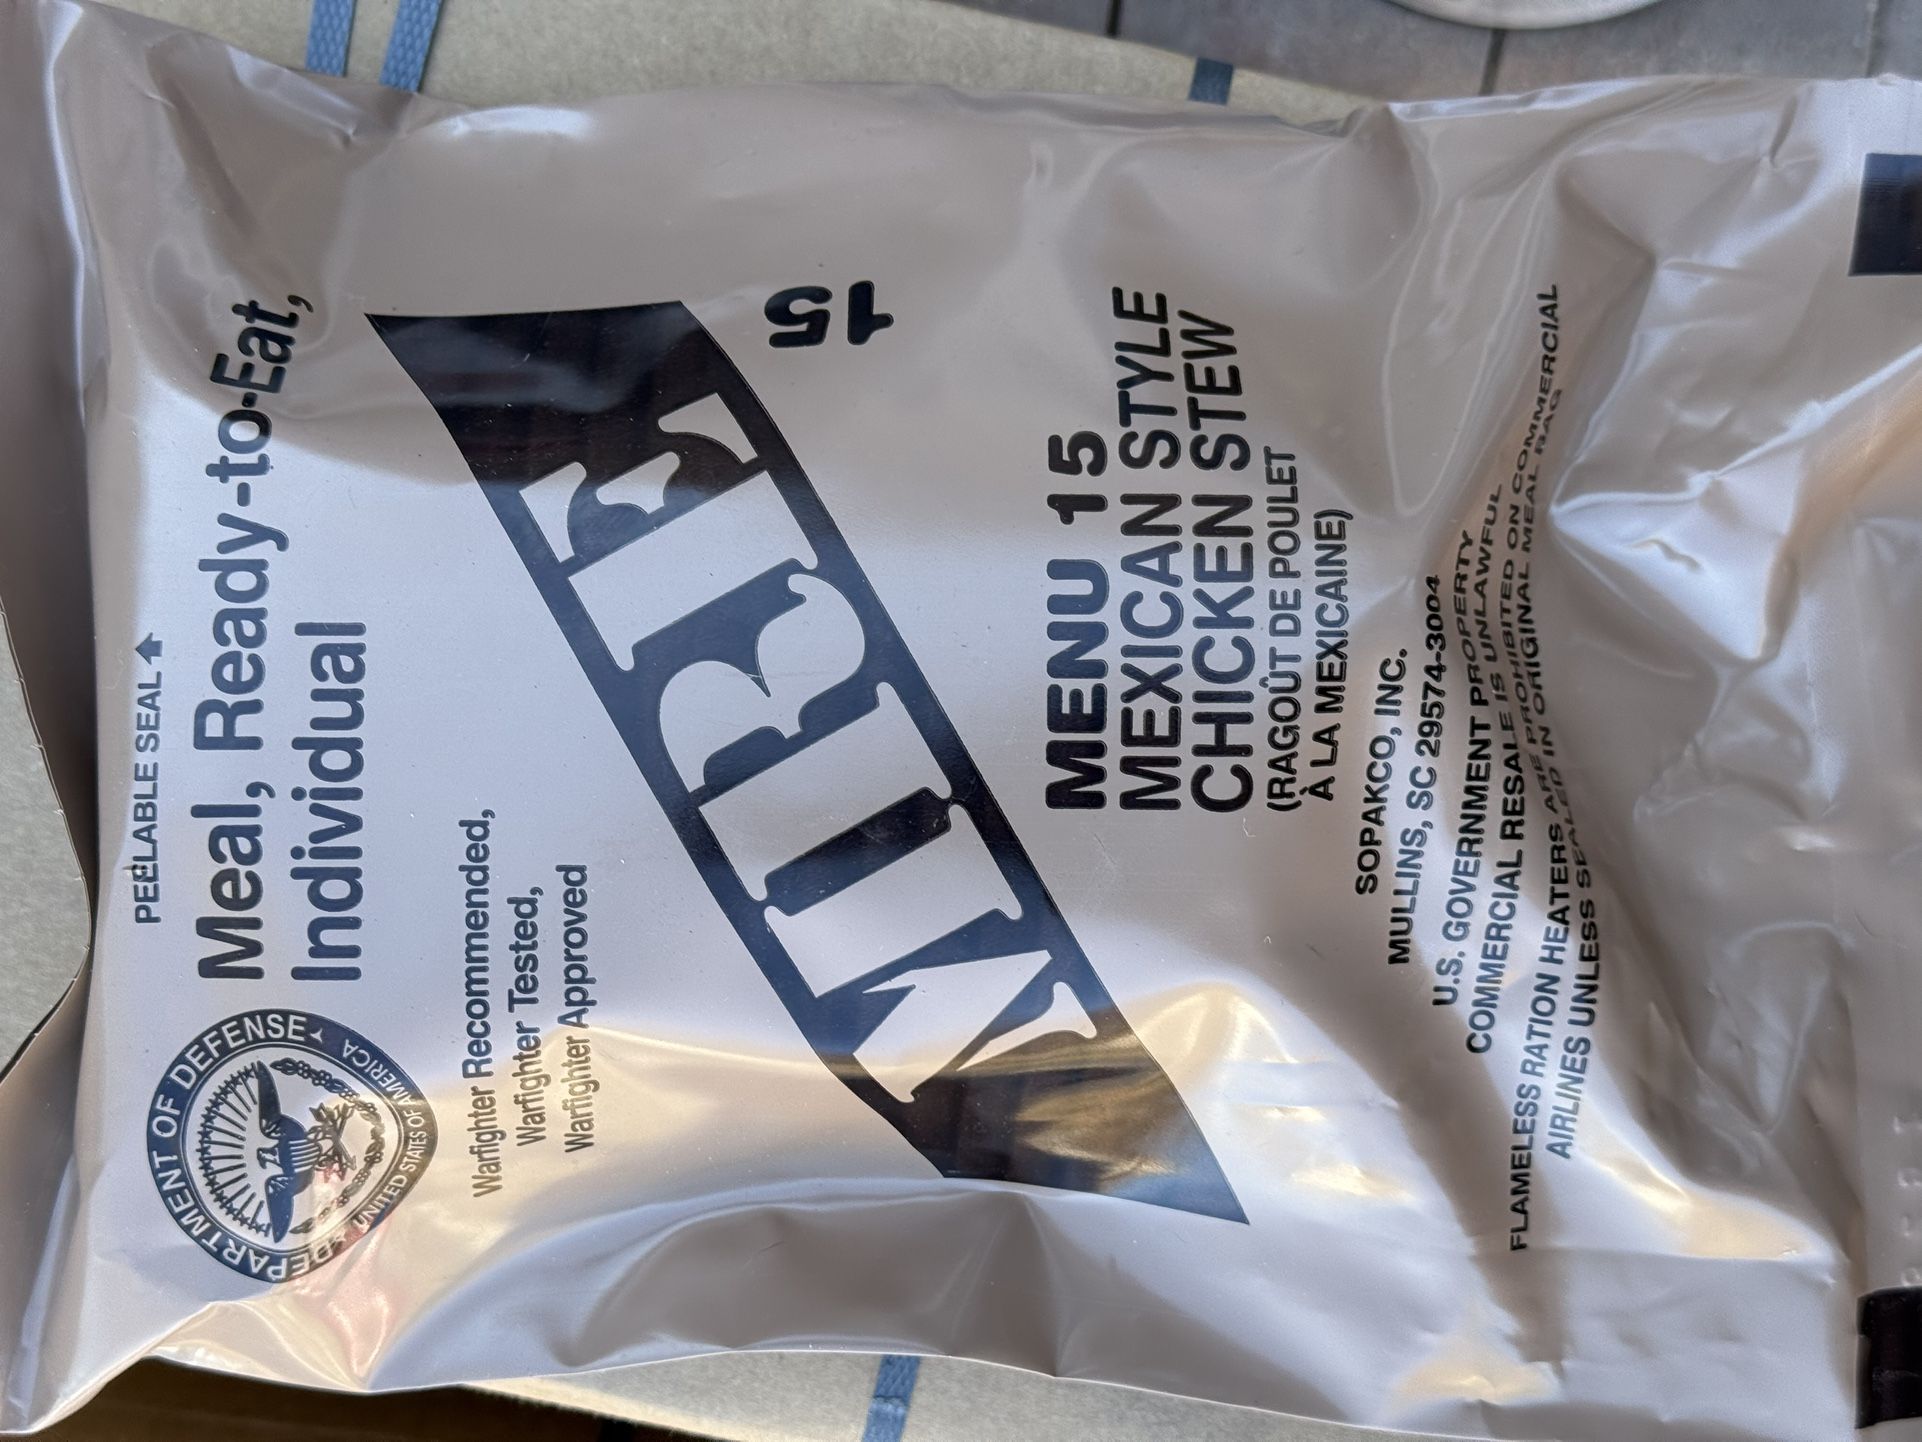 PEELABLE SEAL
Meal, Ready-to-Eat,
Individual
DEPARTMENT OF DEFENSE
UNITED STATES OF AMERICA
Warfighter Recommended,
Warfighter Tested,
Warfighter Approved
MRE
15
MENU 15
MEXICAN STYLE
CHICKEN STEW
(RAGOÛT DE POULET
À LA MEXICAINE)
SOPAKCO, INC.
MULLINS, SC 29574-3004
U.S. GOVERNMENT PROPERTY
COMMERCIAL RESALE IS UNLAWFUL
FLAMELESS RATION HEATERS ARE PROHIBITED ON COMMERCIAL
AIRLINES UNLESS SEALED IN ORIGINAL MEAL BAG